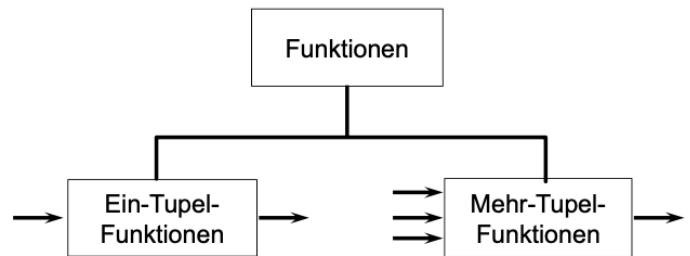 Funktionen
Ein-Tupel-
Funktionen
Mehr-Tupel-
Funktionen